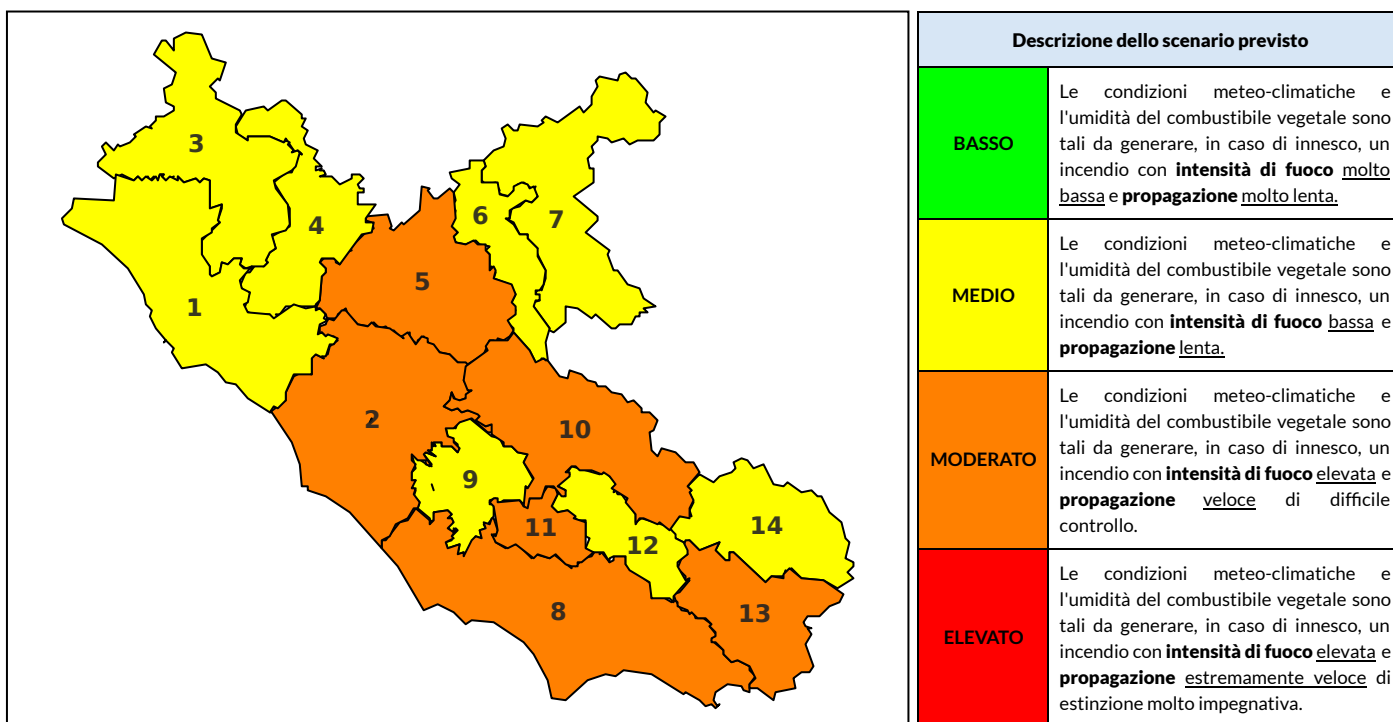 3
4
6
7
5
1
2
10
9
11
12
14
8
13
Descrizione dello scenario previsto
BASSO
Le condizioni meteo-climatiche e
l'umidità del combustibile vegetale sono
tali da generare, in caso di innesco, un
incendio con intensità di fuoco molto
bassa e propagazione molto lenta.
MEDIO
Le condizioni meteo-climatiche e
l'umidità del combustibile vegetale sono
tali da generare, in caso di innesco, un
incendio con intensità di fuoco bassa e
propagazione lenta.
MODERATO
Le condizioni meteo-climatiche e
l'umidità del combustibile vegetale sono
tali da generare, in caso di innesco, un
incendio con intensità di fuoco elevata e
propagazione veloce di difficile
controllo.
ELEVATO
Le condizioni meteo-climatiche e
l'umidità del combustibile vegetale sono
tali da generare, in caso di innesco, un
incendio con intensità di fuoco elevata e
propagazione estremamente veloce di
estinzione molto impegnativa.